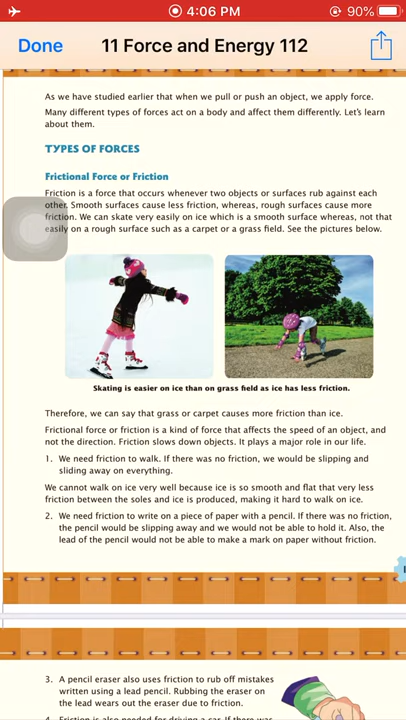 4:06 PM
90%
Done
11 Force and Energy 112
As we have studied earlier that when we pull or push an object, we apply force.
Many different types of forces act on a body and affect them differently. Let's learn
about them.
TYPES OF FORCES
Frictional Force or Friction
Friction is a force that occurs whenever two objects or surfaces rub against each
other. Smooth surfaces cause less friction, whereas, rough surfaces cause more
friction. We can skate very easily on ice which is a smooth surface whereas, not that
easily on a rough surface such as a carpet or a grass field. See the pictures below.
Skating is easier on ice than on grass field as ice has less friction.
Therefore, we can say that grass or carpet causes more friction than ice.
Frictional force or friction is a kind of force that affects the speed of an object, and
not the direction. Friction slows down objects. It plays a major role in our life.
1. We need friction to walk. If there was no friction, we would be slipping and
sliding away on everything.
We cannot walk on ice very well because ice is so smooth and flat that very less
friction between the soles and ice is produced, making it hard to walk on ice.
2. We need friction to write on a piece of paper with a pencil. If there was no friction,
the pencil would be slipping away and we would not be able to hold it. Also, the
lead of the pencil would not be able to make a mark on paper without friction.
3. A pencil eraser also uses friction to rub off mistakes
written using a lead pencil. Rubbing the eraser on
the lead wears out the eraser due to friction.
4. Friction is also needed for driving a car. If there was